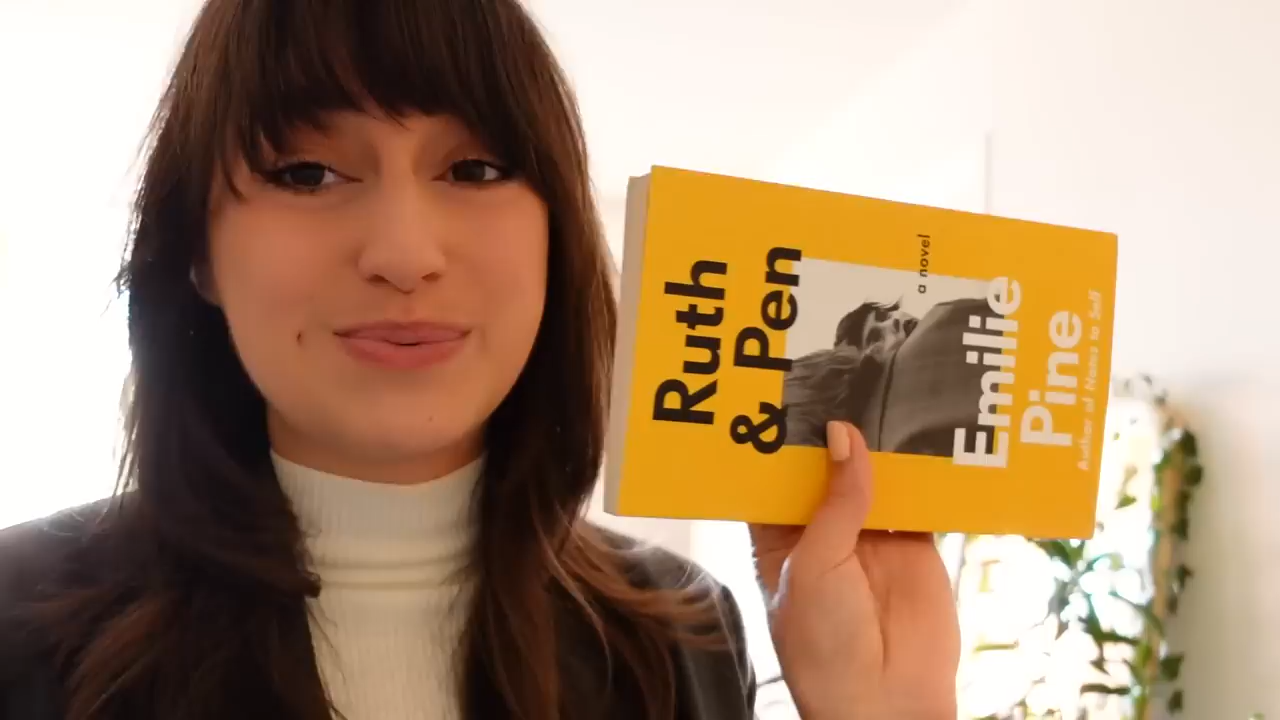 Ruth
& Pen
a novel
Emilie
Pine
Author of Notes to Self